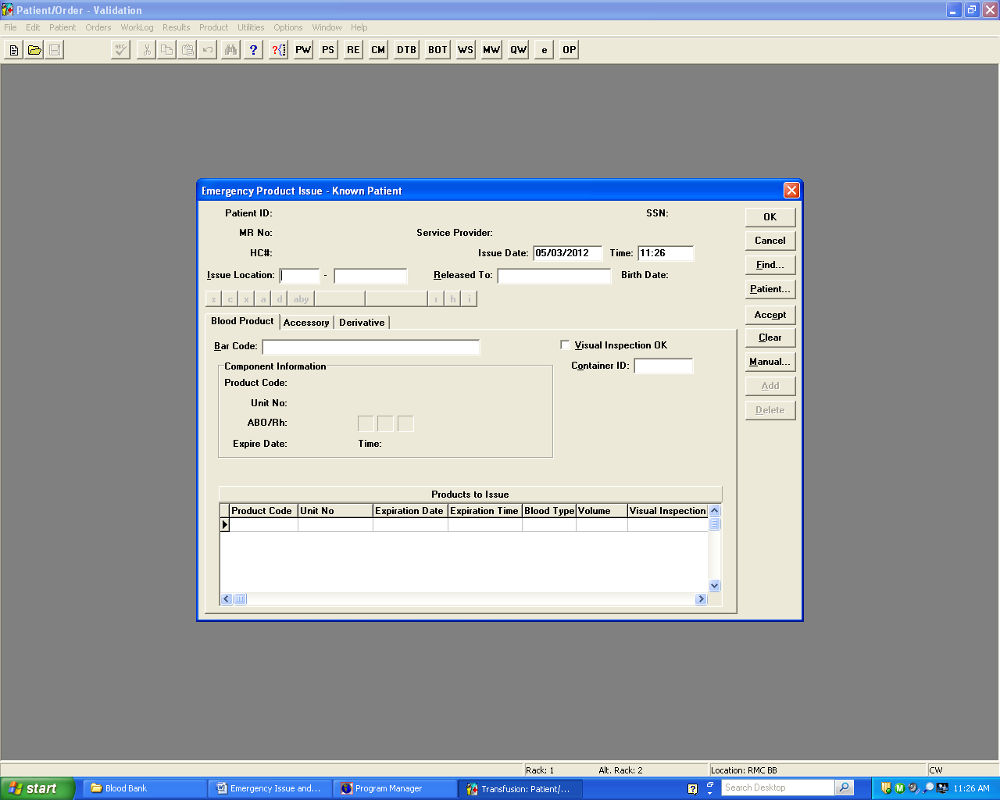 Patient/Order - Validation
File Edit Patient Orders WorkLog Results Product Utilities Options Window Help
ABC ? ?{ PW PS RE CM DTB BOT WS MW QW e OP
Emergency Product Issue - Known Patient
Patient ID: SSN:
OK
MR No: Service Provider:
Cancel
HC#: Issue Date: 05/03/2012 Time: 11:26
Find...
Issue Location: - Released To: Birth Date:
Patient...
s c x a d aby r h i
Accept
Blood Product Accessory Derivative
Clear
Bar Code: Visual Inspection OK
Manual...
Component Information Container ID:
Product Code:
Add
Unit No:
Delete
ABO/Rh:
Expire Date: Time:
Products to Issue
Product Code Unit No Expiration Date Expiration Time Blood Type Volume Visual Inspection
Rack: 1 Alt. Rack: 2 Location: RMC BB CW
start Blood Bank Emergency Issue and... Program Manager Transfusion: Patient/... ? Search Desktop 11:26 AM